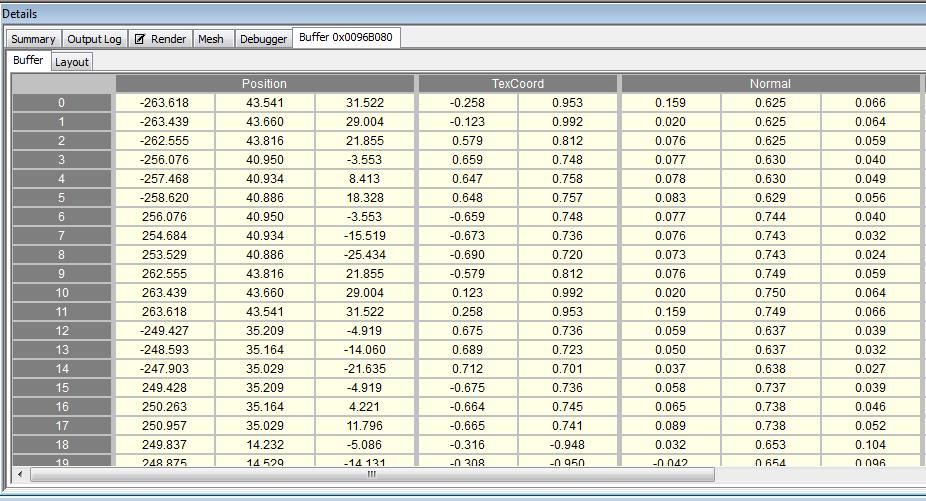 Details
Summary Output Log Render Mesh Debugger Buffer 0x0096B080
Buffer Layout
Position TexCoord Normal
0 -263.618 43.541 31.522 -0.258 0.953 0.159 0.625 0.066
1 -263.439 43.660 29.004 -0.123 0.992 0.020 0.625 0.064
2 -262.555 43.816 21.855 0.579 0.812 0.076 0.625 0.059
3 -256.076 40.950 -3.553 0.659 0.748 0.077 0.630 0.040
4 -257.468 40.934 8.413 0.647 0.758 0.078 0.630 0.049
5 -258.620 40.886 18.328 0.648 0.757 0.083 0.629 0.056
6 256.076 40.950 -3.553 -0.659 0.748 0.077 0.744 0.040
7 254.684 40.934 -15.519 -0.673 0.736 0.076 0.743 0.032
8 253.529 40.886 -25.434 -0.690 0.720 0.073 0.743 0.024
9 262.555 43.816 21.855 -0.579 0.812 0.076 0.749 0.059
10 263.439 43.660 29.004 0.123 0.992 0.020 0.750 0.064
11 263.618 43.541 31.522 0.258 0.953 0.159 0.749 0.066
12 -249.427 35.209 -4.919 0.675 0.736 0.059 0.637 0.039
13 -248.593 35.164 -14.060 0.689 0.723 0.050 0.637 0.032
14 -247.903 35.029 -21.635 0.712 0.701 0.037 0.638 0.027
15 249.428 35.209 -4.919 -0.675 0.736 0.058 0.737 0.039
16 250.263 35.164 4.221 -0.664 0.745 0.065 0.738 0.046
17 250.957 35.029 11.796 -0.665 0.741 0.089 0.738 0.052
18 249.837 14.232 -5.086 -0.316 -0.948 0.032 0.653 0.104
19 248.875 14.529 -14.131 -0.308 -0.950 -0.042 0.654 0.096